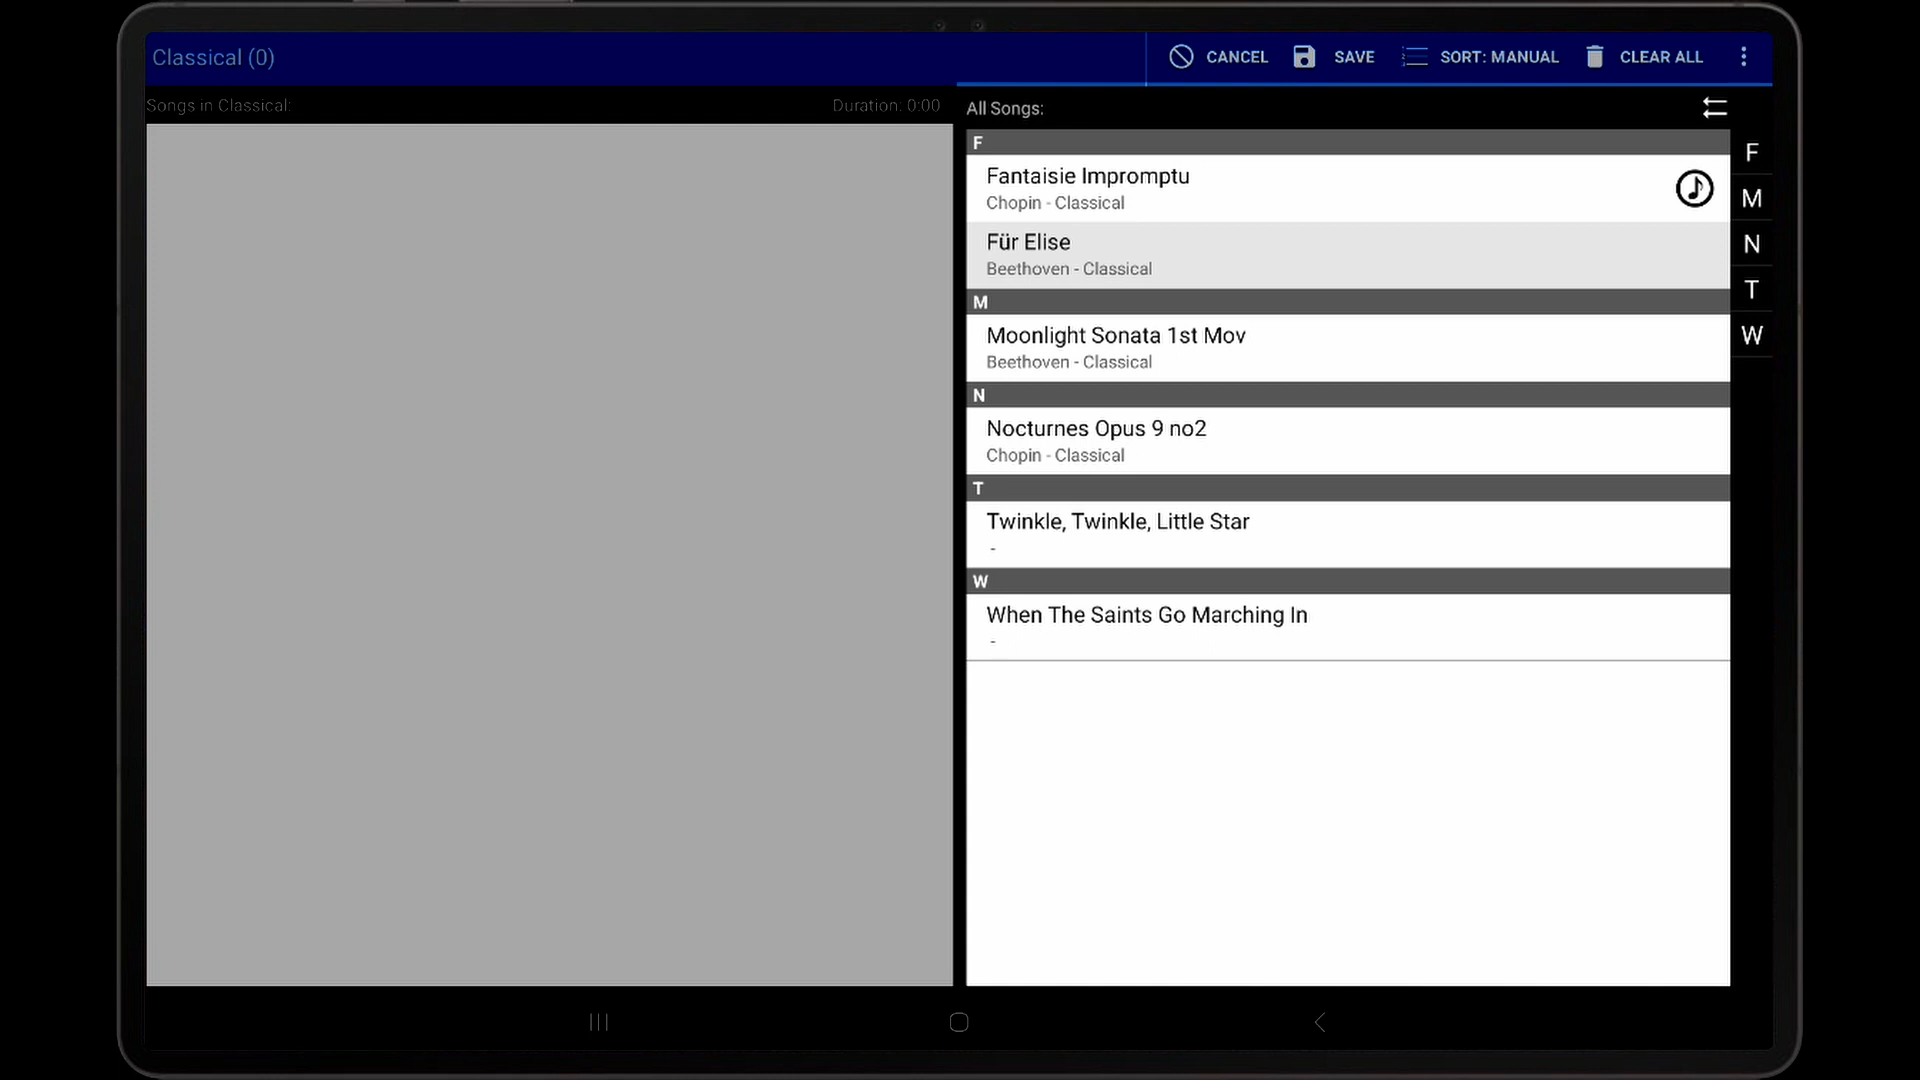 Classical (0)
CANCEL
SAVE
SORT: MANUAL
CLEAR ALL
Songs in Classical:
Duration: 0:00
All Songs:
F
Fantaisie Impromptu
Chopin - Classical
Für Elise
Beethoven - Classical
M
Moonlight Sonata 1st Mov
Beethoven - Classical
N
Nocturnes Opus 9 no2
Chopin - Classical
T
Twinkle, Twinkle, Little Star
-
W
When The Saints Go Marching In
-
F
M
N
T
W